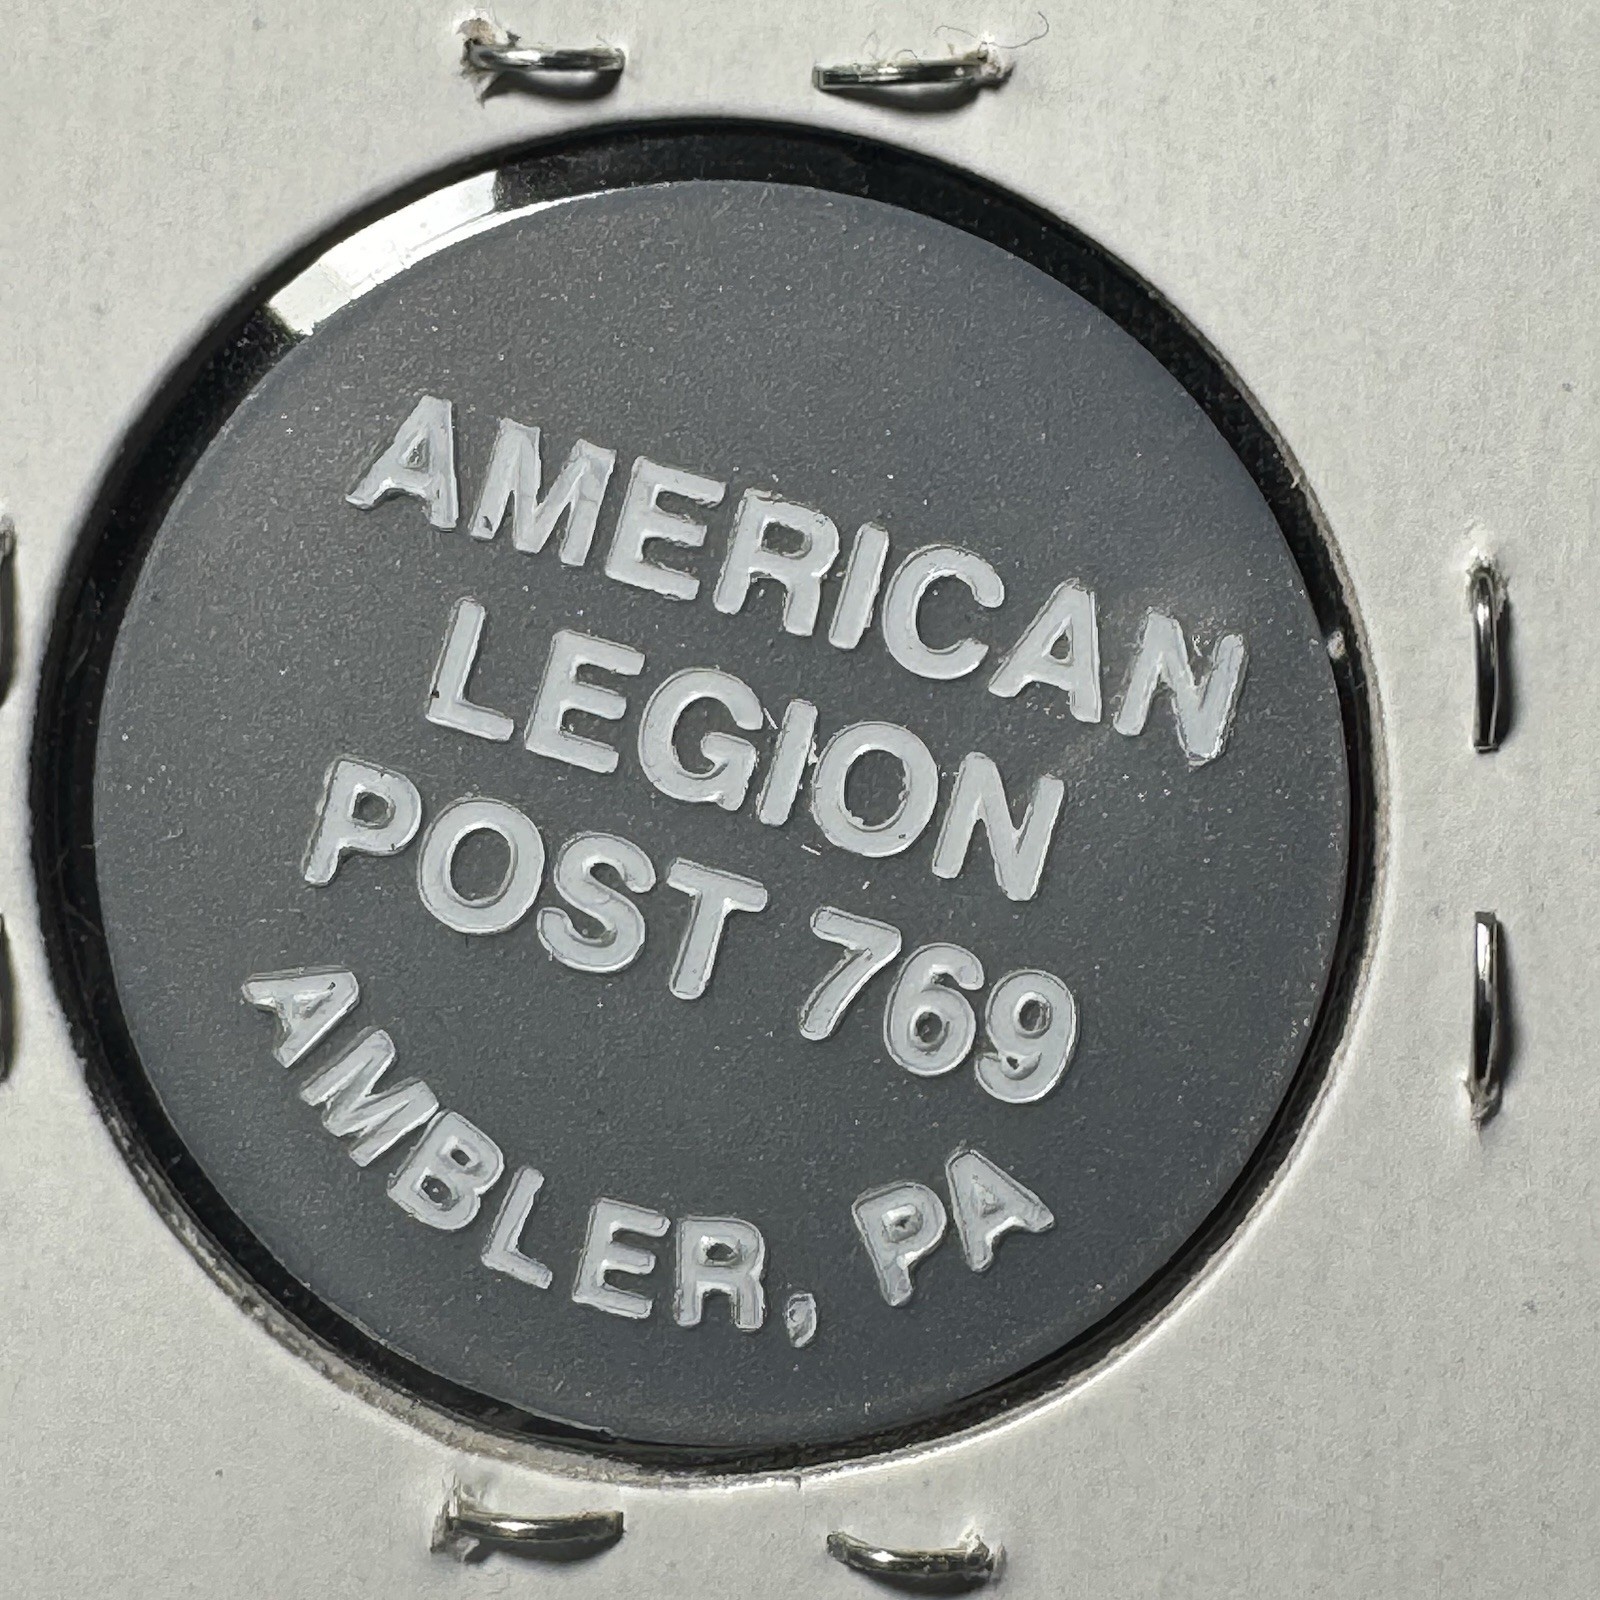 AMERICAN
LEGION
POST 769
AMBLER, PA